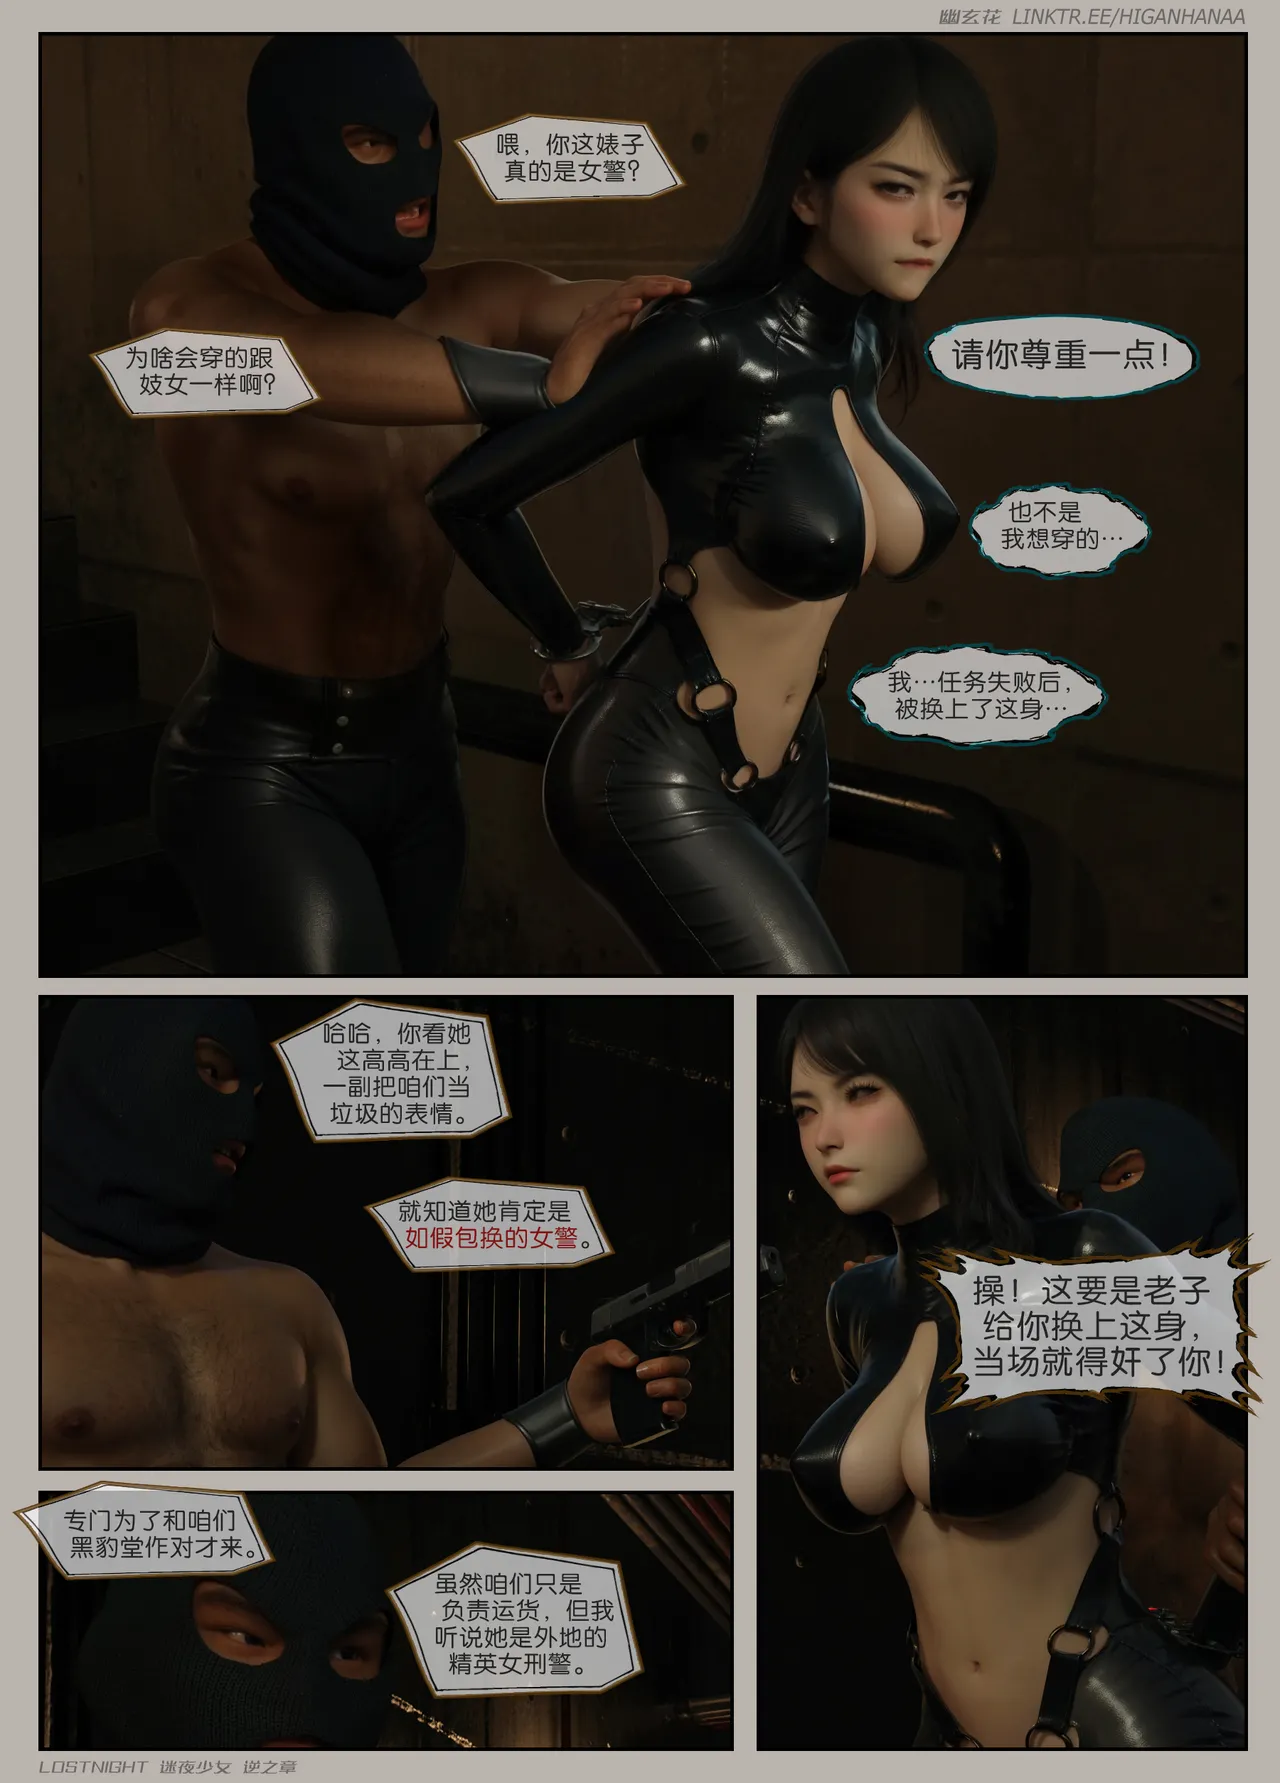 幽玄花 LINKTR.EE/HIGANHANAA
喂，你这婊子
真的是女警？
为啥会穿的跟
妓女一样啊？
请你尊重一点！
也不是
我想穿的…
我…任务失败后，
被换上了这身…
哈哈，你看她
这高高在上，
一副把咱们当
垃圾的表情。
就知道她肯定是
如假包换的女警。
操！这要是老子
给你换上这身，
当场就得奸了你！
专门为了和咱们
黑豹堂作对才来。
虽然咱们只是
负责运货，但我
听说她是外地的
精英女刑警。
LOSTNIGHT 迷夜少女 逆之章